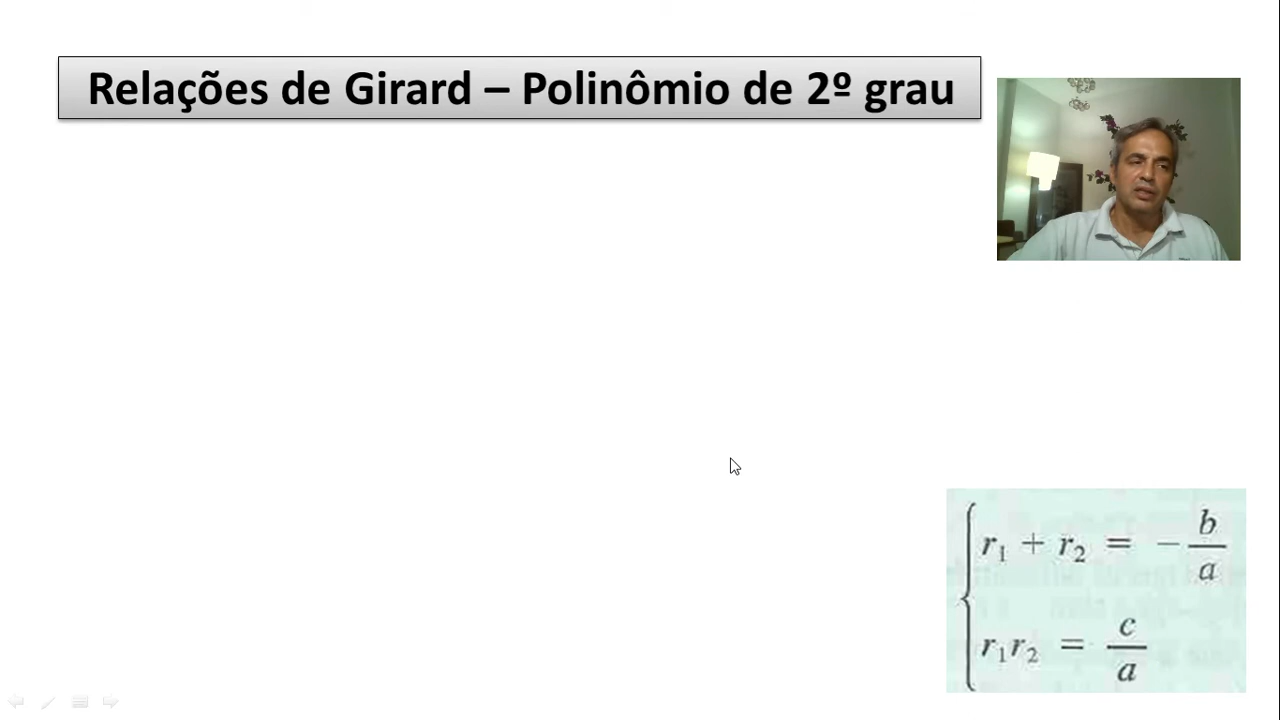 Relações de Girard – Polinômio de 2º grau
r₁ + r₂ = − b/a
r₁r₂ = c/a